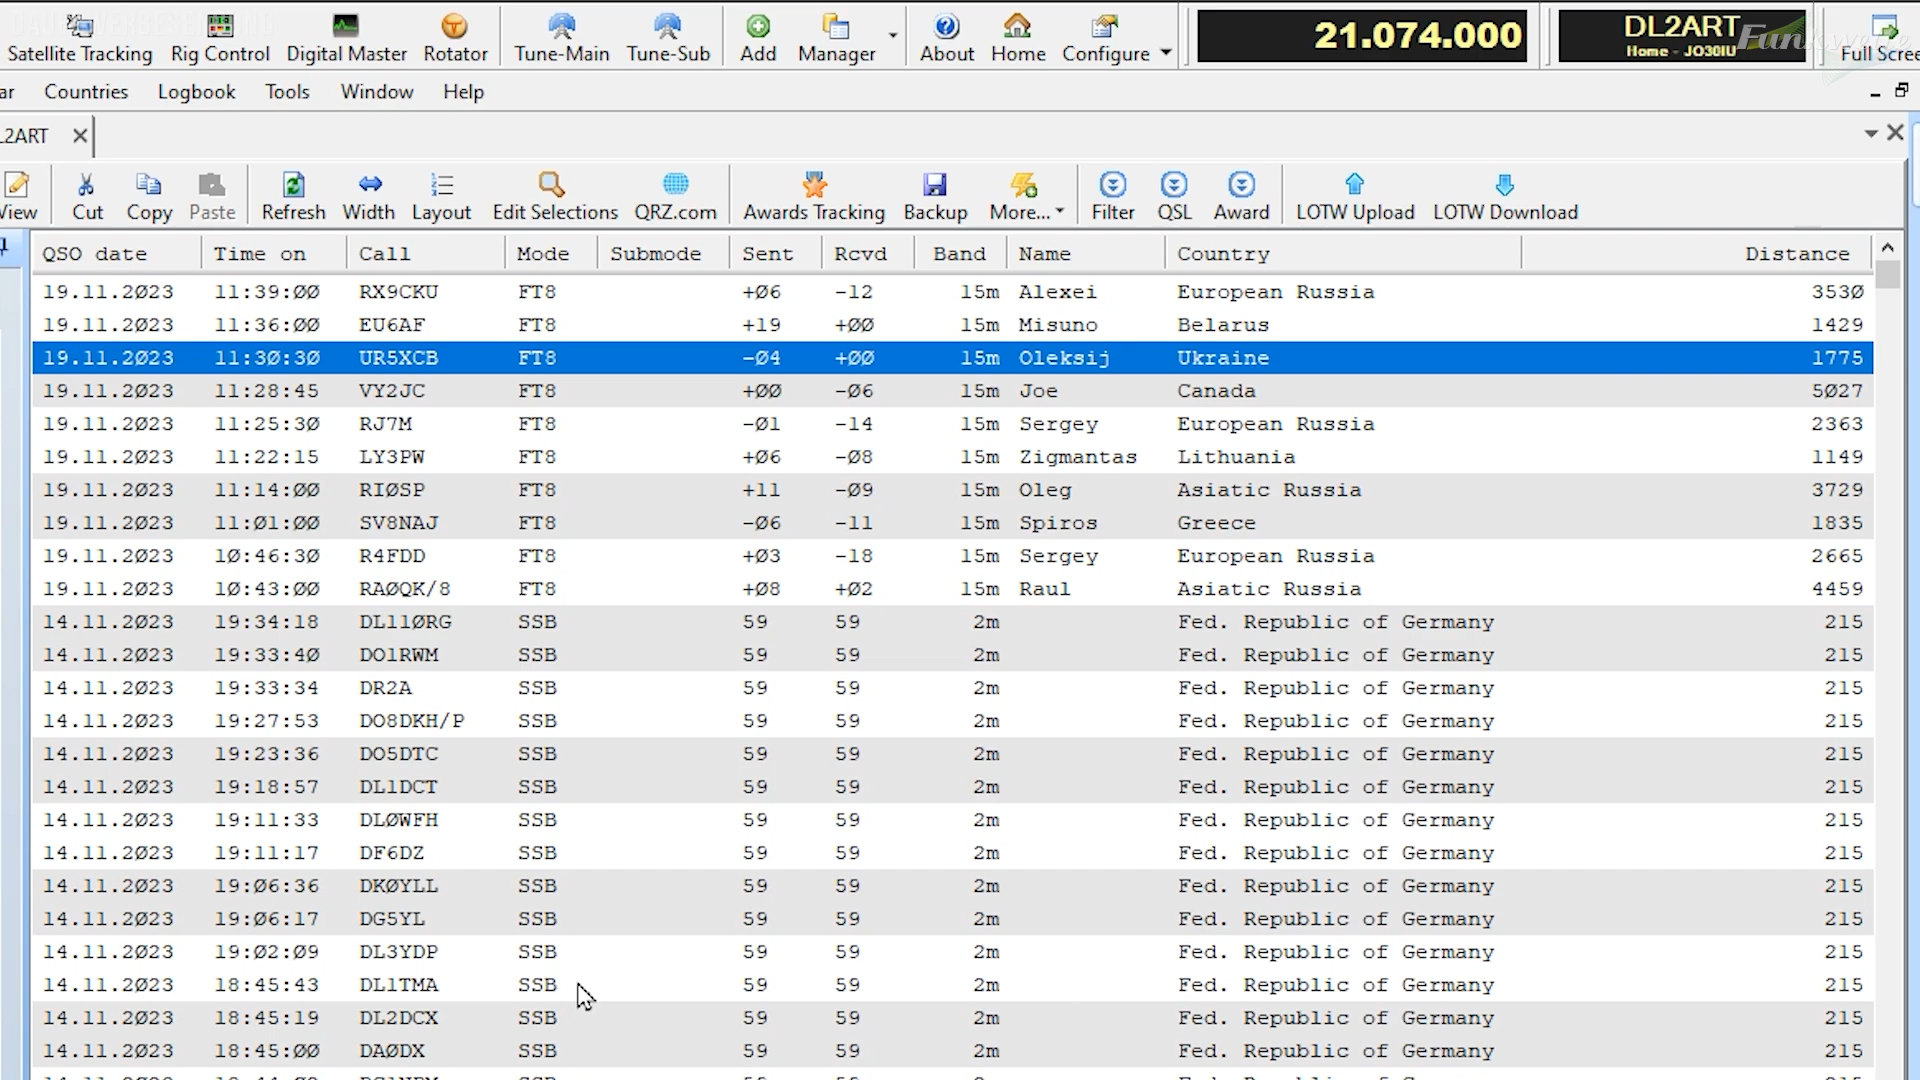 Satellite Tracking Rig Control Digital Master Rotator Tune-Main Tune-Sub Add Manager About Home Configure 21.074.000 DL2ART Full Scree
Home - JO30IU
Funkwelle
ar Countries Logbook Tools Window Help
L2ART
View Cut Copy Paste Refresh Width Layout Edit Selections QRZ.com Awards Tracking Backup More... Filter QSL Award LOTW Upload LOTW Download
QSO date Time on Call Mode Submode Sent Rcvd Band Name Country Distance
19.11.2023 11:39:00 RX9CKU FT8 +06 -12 15m Alexei European Russia 3530
19.11.2023 11:36:00 EU6AF FT8 +19 +00 15m Misuno Belarus 1429
19.11.2023 11:30:30 UR5XCB FT8 -04 +00 15m Oleksij Ukraine 1775
19.11.2023 11:28:45 VY2JC FT8 +00 -06 15m Joe Canada 5027
19.11.2023 11:25:30 RJ7M FT8 -01 -14 15m Sergey European Russia 2363
19.11.2023 11:22:15 LY3PW FT8 +06 -08 15m Zigmantas Lithuania 1149
19.11.2023 11:14:00 RI0SP FT8 +11 -09 15m Oleg Asiatic Russia 3729
19.11.2023 11:01:00 SV8NAJ FT8 -06 -11 15m Spiros Greece 1835
19.11.2023 10:46:30 R4FDD FT8 +03 -18 15m Sergey European Russia 2665
19.11.2023 10:43:00 RA0QK/8 FT8 +08 +02 15m Raul Asiatic Russia 4459
14.11.2023 19:34:18 DL110RG SSB 59 59 2m Fed. Republic of Germany 215
14.11.2023 19:33:40 DO1RWM SSB 59 59 2m Fed. Republic of Germany 215
14.11.2023 19:33:34 DR2A SSB 59 59 2m Fed. Republic of Germany 215
14.11.2023 19:27:53 DO8DKH/P SSB 59 59 2m Fed. Republic of Germany 215
14.11.2023 19:23:36 DO5DTC SSB 59 59 2m Fed. Republic of Germany 215
14.11.2023 19:18:57 DL1DCT SSB 59 59 2m Fed. Republic of Germany 215
14.11.2023 19:11:33 DL0WFH SSB 59 59 2m Fed. Republic of Germany 215
14.11.2023 19:11:17 DF6DZ SSB 59 59 2m Fed. Republic of Germany 215
14.11.2023 19:06:36 DK0YLL SSB 59 59 2m Fed. Republic of Germany 215
14.11.2023 19:06:17 DG5YL SSB 59 59 2m Fed. Republic of Germany 215
14.11.2023 19:02:09 DL3YDP SSB 59 59 2m Fed. Republic of Germany 215
14.11.2023 18:45:43 DL1TMA SSB 59 59 2m Fed. Republic of Germany 215
14.11.2023 18:45:19 DL2DCX SSB 59 59 2m Fed. Republic of Germany 215
14.11.2023 18:45:00 DA0DX SSB 59 59 2m Fed. Republic of Germany 215